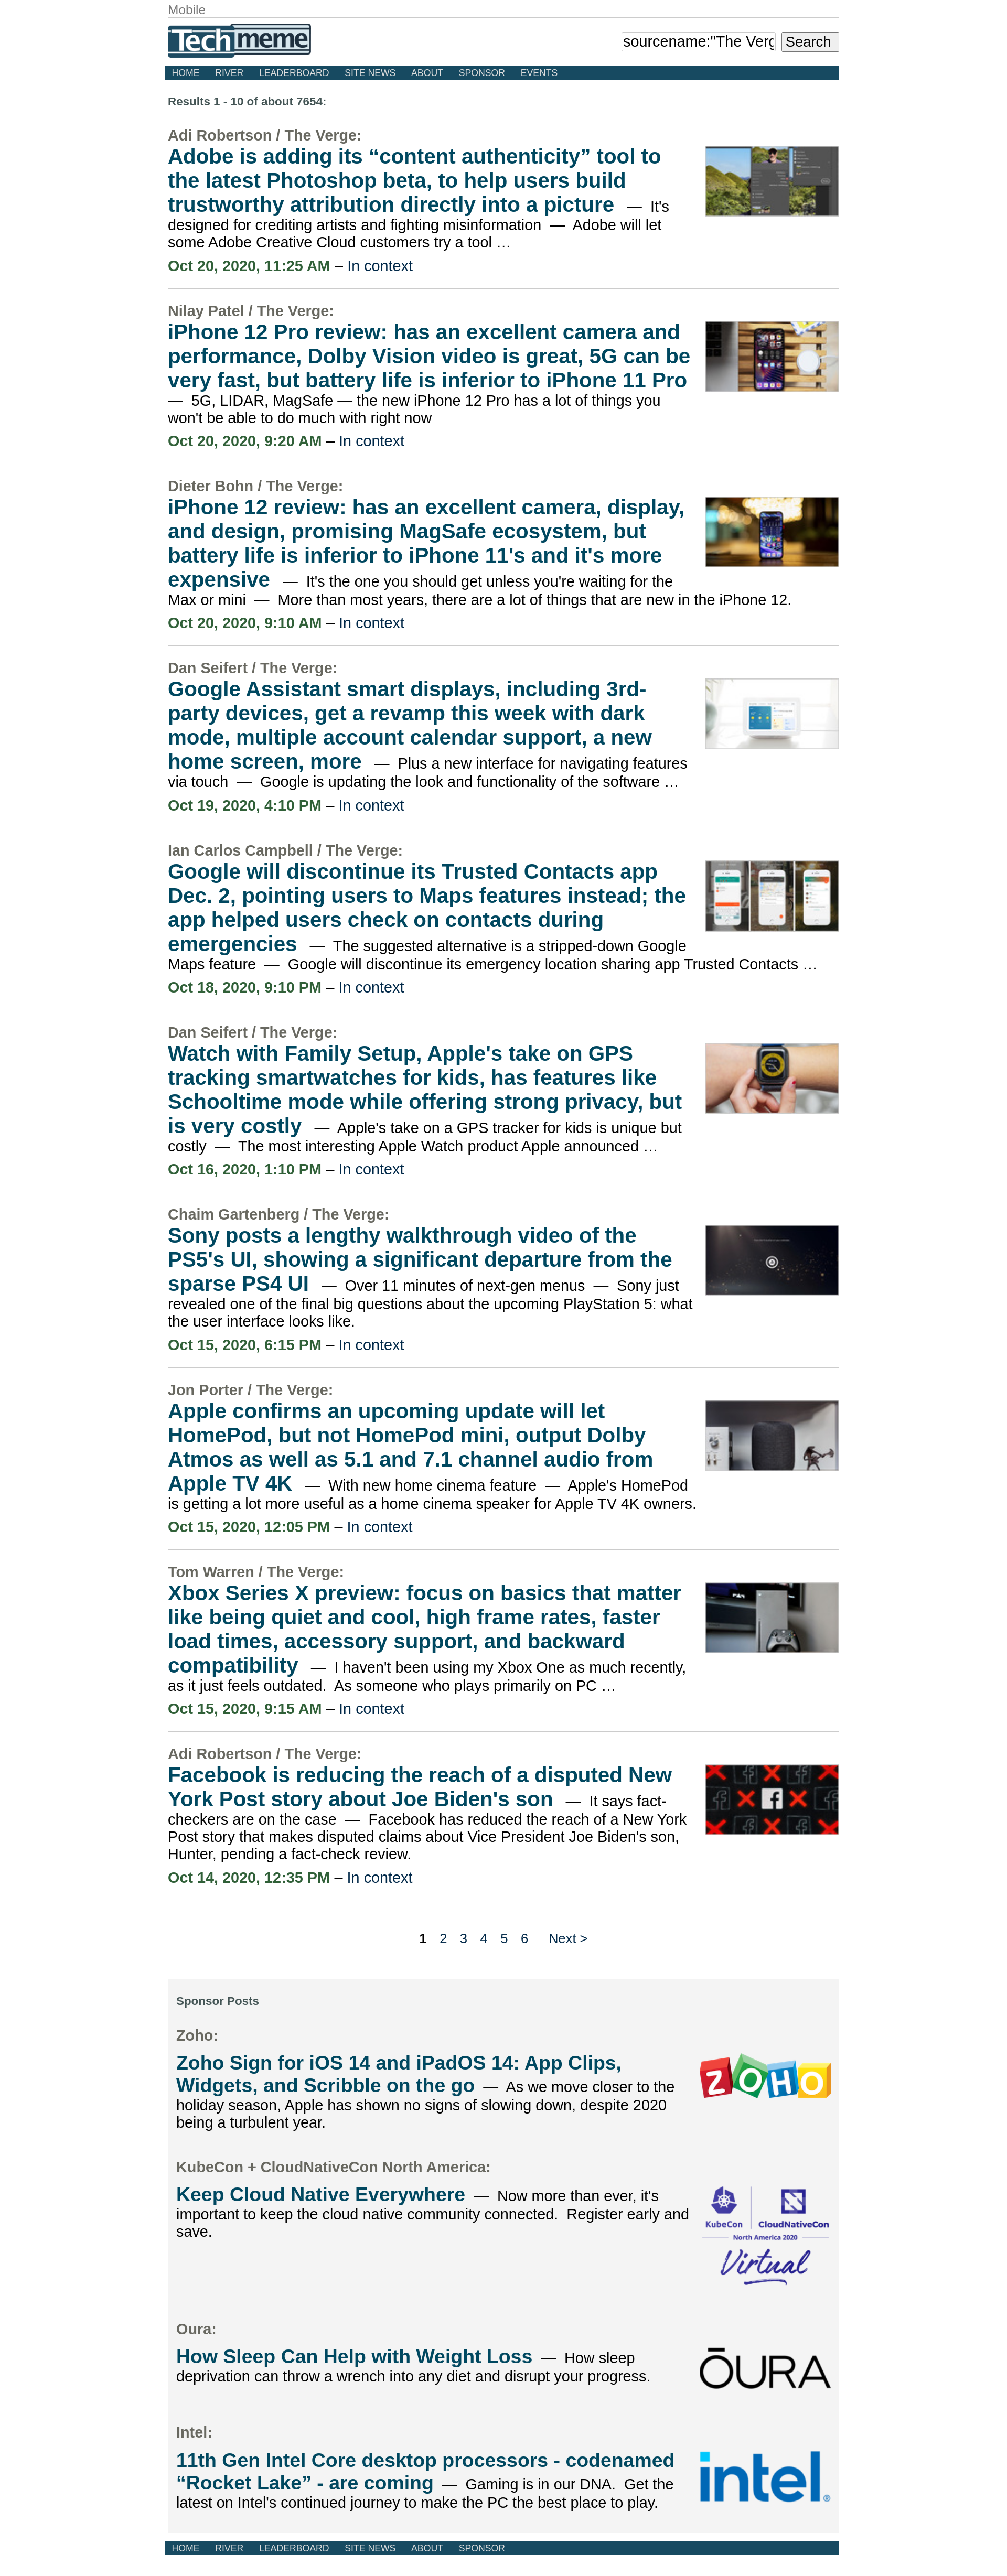 Mobile
Techmeme
sourcename:"The Verg
Search
HOME RIVER LEADERBOARD SITE NEWS ABOUT SPONSOR EVENTS
Results 1 - 10 of about 7654:
Adi Robertson / The Verge:
Adobe is adding its “content authenticity” tool to
the latest Photoshop beta, to help users build
trustworthy attribution directly into a picture — It's
designed for crediting artists and fighting misinformation — Adobe will let
some Adobe Creative Cloud customers try a tool …
Oct 20, 2020, 11:25 AM – In context
Nilay Patel / The Verge:
iPhone 12 Pro review: has an excellent camera and
performance, Dolby Vision video is great, 5G can be
very fast, but battery life is inferior to iPhone 11 Pro
— 5G, LIDAR, MagSafe — the new iPhone 12 Pro has a lot of things you
won't be able to do much with right now
Oct 20, 2020, 9:20 AM – In context
Dieter Bohn / The Verge:
iPhone 12 review: has an excellent camera, display,
and design, promising MagSafe ecosystem, but
battery life is inferior to iPhone 11's and it's more
expensive — It's the one you should get unless you're waiting for the
Max or mini — More than most years, there are a lot of things that are new in the iPhone 12.
Oct 20, 2020, 9:10 AM – In context
Dan Seifert / The Verge:
Google Assistant smart displays, including 3rd-
party devices, get a revamp this week with dark
mode, multiple account calendar support, a new
home screen, more — Plus a new interface for navigating features
via touch — Google is updating the look and functionality of the software …
Oct 19, 2020, 4:10 PM – In context
Ian Carlos Campbell / The Verge:
Google will discontinue its Trusted Contacts app
Dec. 2, pointing users to Maps features instead; the
app helped users check on contacts during
emergencies — The suggested alternative is a stripped-down Google
Maps feature — Google will discontinue its emergency location sharing app Trusted Contacts …
Oct 18, 2020, 9:10 PM – In context
Dan Seifert / The Verge:
Watch with Family Setup, Apple's take on GPS
tracking smartwatches for kids, has features like
Schooltime mode while offering strong privacy, but
is very costly — Apple's take on a GPS tracker for kids is unique but
costly — The most interesting Apple Watch product Apple announced …
Oct 16, 2020, 1:10 PM – In context
Chaim Gartenberg / The Verge:
Sony posts a lengthy walkthrough video of the
PS5's UI, showing a significant departure from the
sparse PS4 UI — Over 11 minutes of next-gen menus — Sony just
revealed one of the final big questions about the upcoming PlayStation 5: what
the user interface looks like.
Oct 15, 2020, 6:15 PM – In context
Jon Porter / The Verge:
Apple confirms an upcoming update will let
HomePod, but not HomePod mini, output Dolby
Atmos as well as 5.1 and 7.1 channel audio from
Apple TV 4K — With new home cinema feature — Apple's HomePod
is getting a lot more useful as a home cinema speaker for Apple TV 4K owners.
Oct 15, 2020, 12:05 PM – In context
Tom Warren / The Verge:
Xbox Series X preview: focus on basics that matter
like being quiet and cool, high frame rates, faster
load times, accessory support, and backward
compatibility — I haven't been using my Xbox One as much recently,
as it just feels outdated. As someone who plays primarily on PC …
Oct 15, 2020, 9:15 AM – In context
Adi Robertson / The Verge:
Facebook is reducing the reach of a disputed New
York Post story about Joe Biden's son — It says fact-
checkers are on the case — Facebook has reduced the reach of a New York
Post story that makes disputed claims about Vice President Joe Biden's son,
Hunter, pending a fact-check review.
Oct 14, 2020, 12:35 PM – In context
1 2 3 4 5 6 Next >
Sponsor Posts
Zoho:
Zoho Sign for iOS 14 and iPadOS 14: App Clips,
Widgets, and Scribble on the go — As we move closer to the
holiday season, Apple has shown no signs of slowing down, despite 2020
being a turbulent year.
ZOHO
KubeCon + CloudNativeCon North America:
Keep Cloud Native Everywhere — Now more than ever, it's
important to keep the cloud native community connected. Register early and
save.
KubeCon CloudNativeCon
North America 2020
Virtual
Oura:
How Sleep Can Help with Weight Loss — How sleep
deprivation can throw a wrench into any diet and disrupt your progress.
ŌURA
Intel:
11th Gen Intel Core desktop processors - codenamed
“Rocket Lake” - are coming — Gaming is in our DNA. Get the
latest on Intel's continued journey to make the PC the best place to play.
intel®
HOME RIVER LEADERBOARD SITE NEWS ABOUT SPONSOR